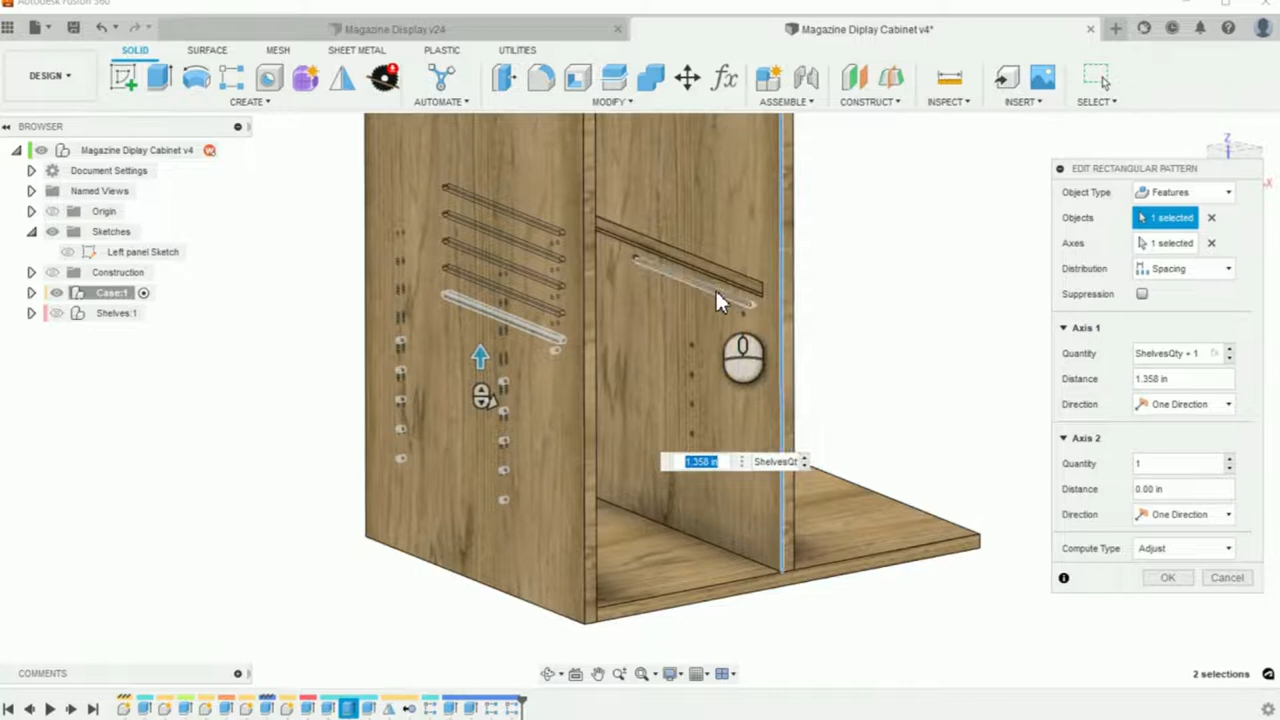 Autodesk Fusion 360
Magazine Display v24
Magazine Diplay Cabinet v4*
SOLID SURFACE MESH SHEET METAL PLASTIC UTILITIES
DESIGN
CREATE AUTOMATE MODIFY ASSEMBLE CONSTRUCT INSPECT INSERT SELECT
fx
BROWSER
Magazine Diplay Cabinet v4
Document Settings
Named Views
Origin
Sketches
Left panel Sketch
Construction
Case:1
Shelves:1
Z
X
EDIT RECTANGULAR PATTERN
Object Type Features
Objects 1 selected
Axes 1 selected
Distribution Spacing
Suppression
Axis 1
Quantity ShelvesQty + 1 fx
Distance 1.358 in
Direction One Direction
Axis 2
Quantity 1
Distance 0.00 in
Direction One Direction
Compute Type Adjust
OK Cancel
1.358 in ShelvesQt
COMMENTS
2 selections